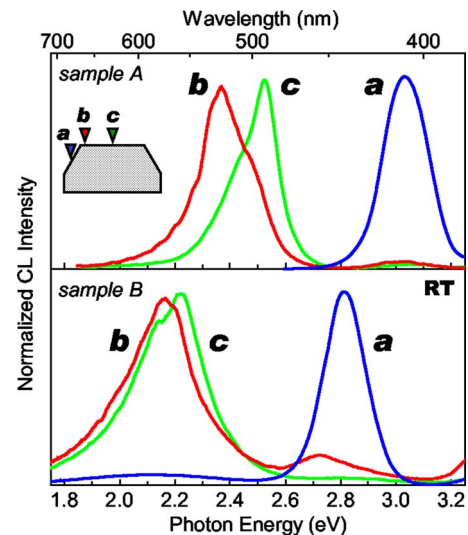 Wavelength (nm)
700 600 500 400
sample A
b c a
a b c
Normalized CL Intensity
sample B
RT
b c a
1.8 2.0 2.2 2.4 2.6 2.8 3.0 3.2
Photon Energy (eV)